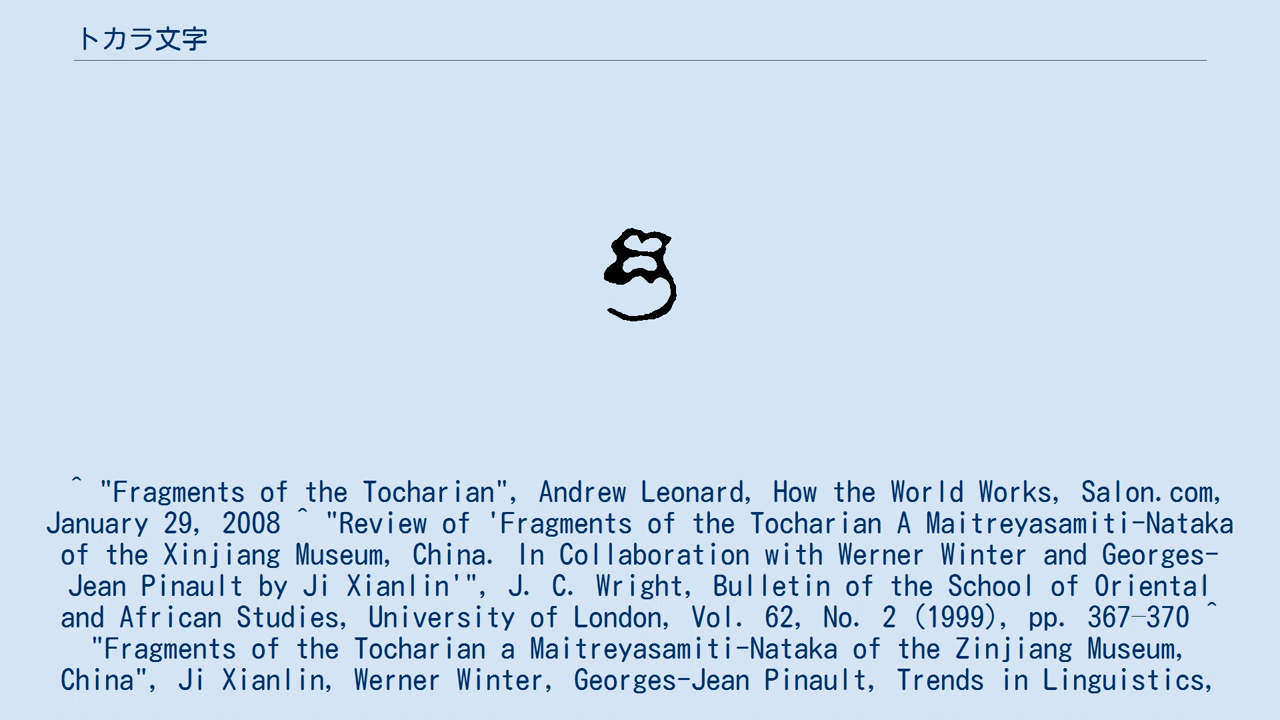 トカラ文字
^ "Fragments of the Tocharian", Andrew Leonard, How the World Works, Salon.com,
January 29, 2008 ^ "Review of 'Fragments of the Tocharian A Maitreyasamiti-Nataka
of the Xinjiang Museum, China. In Collaboration with Werner Winter and Georges-
Jean Pinault by Ji Xianlin'", J. C. Wright, Bulletin of the School of Oriental
and African Studies, University of London, Vol. 62, No. 2 (1999), pp. 367–370 ^
"Fragments of the Tocharian a Maitreyasamiti-Nataka of the Zinjiang Museum,
China", Ji Xianlin, Werner Winter, Georges-Jean Pinault, Trends in Linguistics,